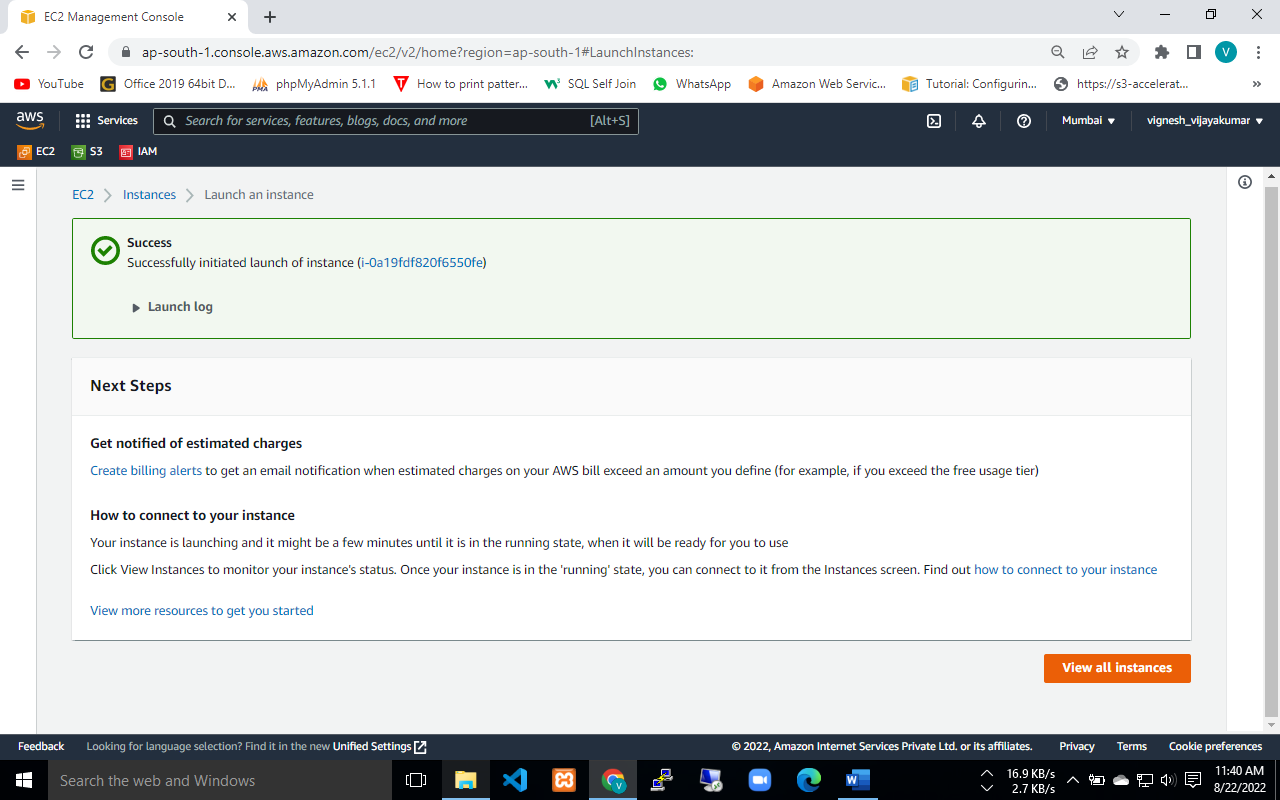 EC2 Management Console
ap-south-1.console.aws.amazon.com/ec2/v2/home?region=ap-south-1#LaunchInstances:
V
YouTube
Office 2019 64bit D...
phpMyAdmin 5.1.1
How to print patter...
SQL Self Join
WhatsApp
Amazon Web Servic...
Tutorial: Configurin...
https://s3-accelerat...
aws
Services
Search for services, features, blogs, docs, and more [Alt+S]
Mumbai
vignesh_vijayakumar
EC2
S3
IAM
EC2 Instances Launch an instance
Success
Successfully initiated launch of instance (i-0a19fdf820f6550fe)
Launch log
Next Steps
Get notified of estimated charges
Create billing alerts to get an email notification when estimated charges on your AWS bill exceed an amount you define (for example, if you exceed the free usage tier)
How to connect to your instance
Your instance is launching and it might be a few minutes until it is in the running state, when it will be ready for you to use
Click View Instances to monitor your instance's status. Once your instance is in the 'running' state, you can connect to it from the Instances screen. Find out how to connect to your instance
View more resources to get you started
View all instances
Feedback
Looking for language selection? Find it in the new Unified Settings
© 2022, Amazon Internet Services Private Ltd. or its affiliates.
Privacy
Terms
Cookie preferences
Search the web and Windows
16.9 KB/s
2.7 KB/s
11:40 AM
8/22/2022